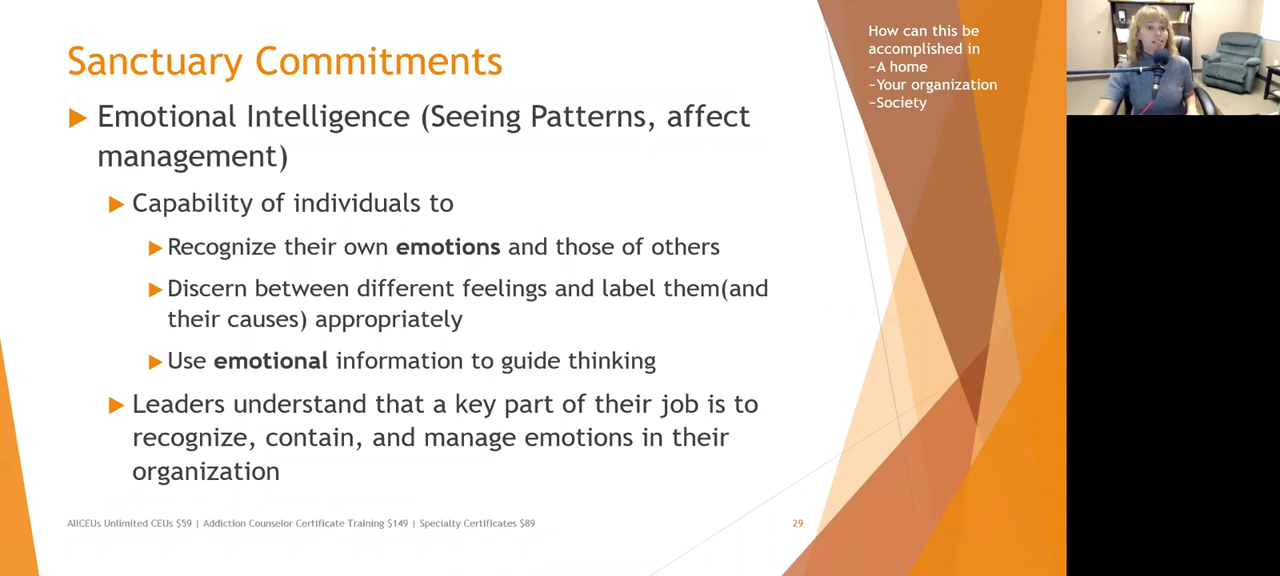 Sanctuary Commitments
Emotional Intelligence (Seeing Patterns, affect
management)
Capability of individuals to
Recognize their own emotions and those of others
Discern between different feelings and label them(and
their causes) appropriately
Use emotional information to guide thinking
Leaders understand that a key part of their job is to
recognize, contain, and manage emotions in their
organization
How can this be
accomplished in
-A home
-Your organization
-Society
AllCEUs Unlimited CEUs $59 | Addiction Counselor Certificate Training $149 | Specialty Certificates $89
29